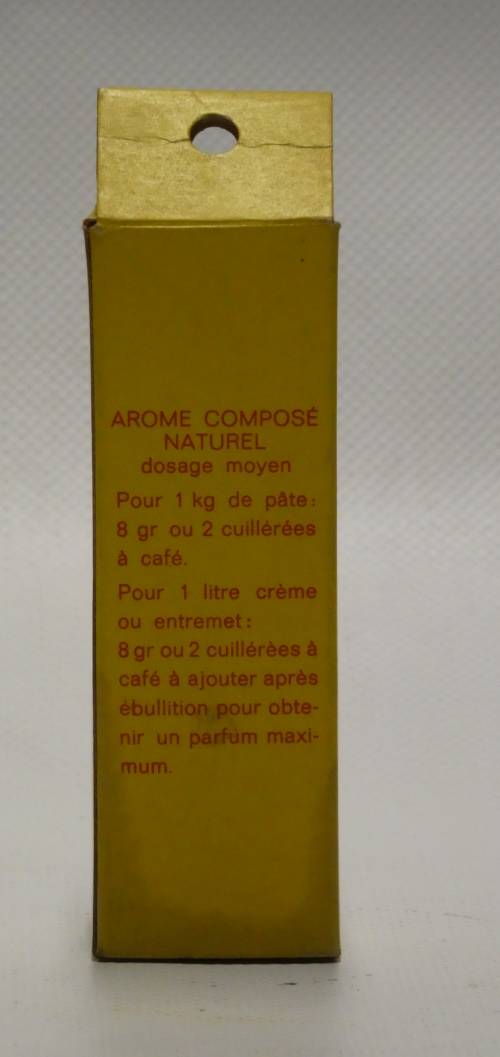 AROME COMPOSÉ
NATUREL
dosage moyen
Pour 1 kg de pâte:
8 gr ou 2 cuillérées
à café.
Pour 1 litre crème
ou entremet:
8 gr ou 2 cuillérèes à
café à ajouter après
ébullition pour obte-
nir un parfum maxi-
mum.